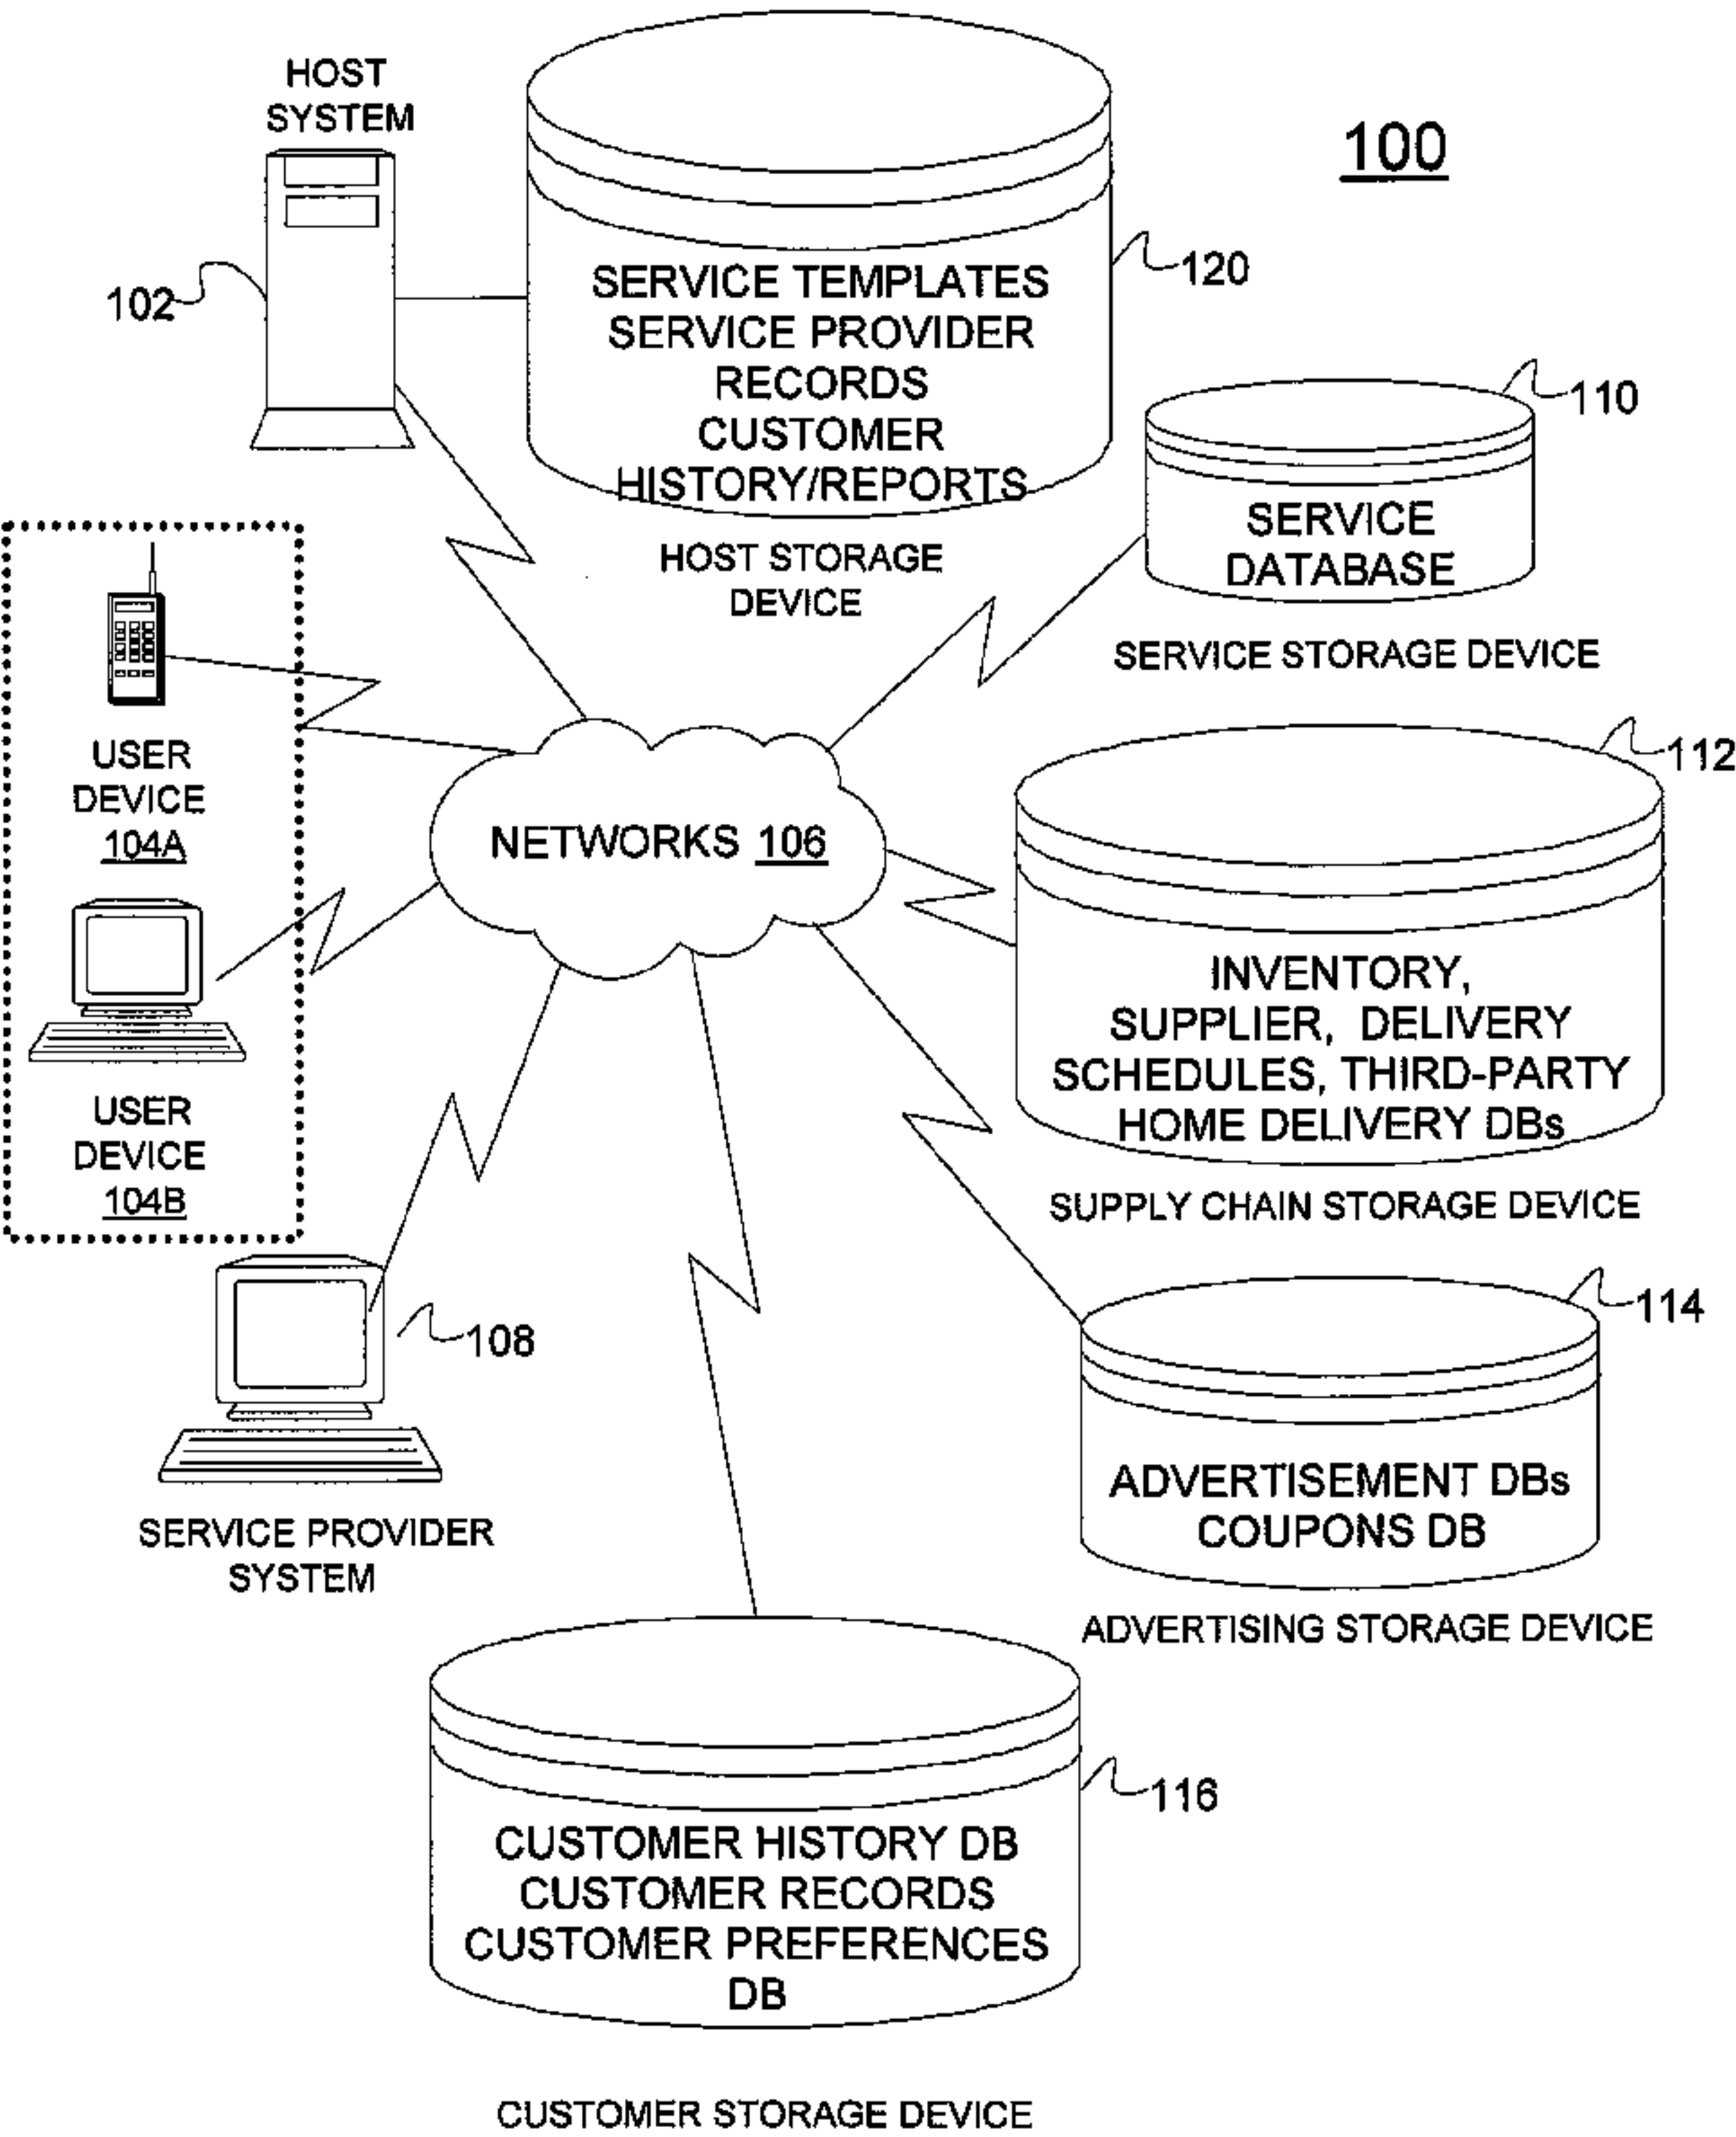 HOST
SYSTEM
100
102
120
SERVICE TEMPLATES
SERVICE PROVIDER
RECORDS
CUSTOMER
HISTORY/REPORTS
HOST STORAGE
DEVICE
110
SERVICE
DATABASE
SERVICE STORAGE DEVICE
USER
DEVICE
104A
NETWORKS 106
112
INVENTORY,
SUPPLIER, DELIVERY
SCHEDULES, THIRD-PARTY
HOME DELIVERY DBs
SUPPLY CHAIN STORAGE DEVICE
USER
DEVICE
104B
108
SERVICE PROVIDER
SYSTEM
114
ADVERTISEMENT DBs
COUPONS DB
ADVERTISING STORAGE DEVICE
116
CUSTOMER HISTORY DB
CUSTOMER RECORDS
CUSTOMER PREFERENCES
DB
CUSTOMER STORAGE DEVICE